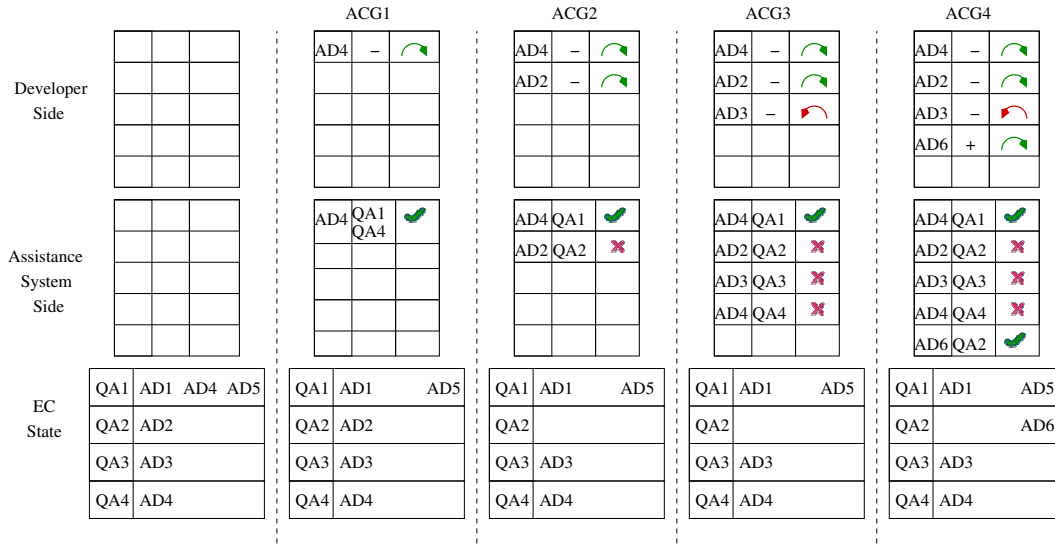 ACG1 ACG2 ACG3 ACG4
Developer
Side
AD4 –
AD4 –
AD2 –
AD4 –
AD2 –
AD3 –
AD4 –
AD2 –
AD3 –
AD6 +
Assistance
System
Side
AD4 QA1
QA4
AD4 QA1
AD2 QA2
AD4 QA1
AD2 QA2
AD3 QA3
AD4 QA4
AD4 QA1
AD2 QA2
AD3 QA3
AD4 QA4
AD6 QA2
EC
State
QA1 AD1 AD4 AD5
QA2 AD2
QA3 AD3
QA4 AD4
QA1 AD1 AD5
QA2 AD2
QA3 AD3
QA4 AD4
QA1 AD1 AD5
QA2
QA3 AD3
QA4 AD4
QA1 AD1 AD5
QA2
QA3 AD3
QA4 AD4
QA1 AD1 AD5
QA2 AD6
QA3 AD3
QA4 AD4